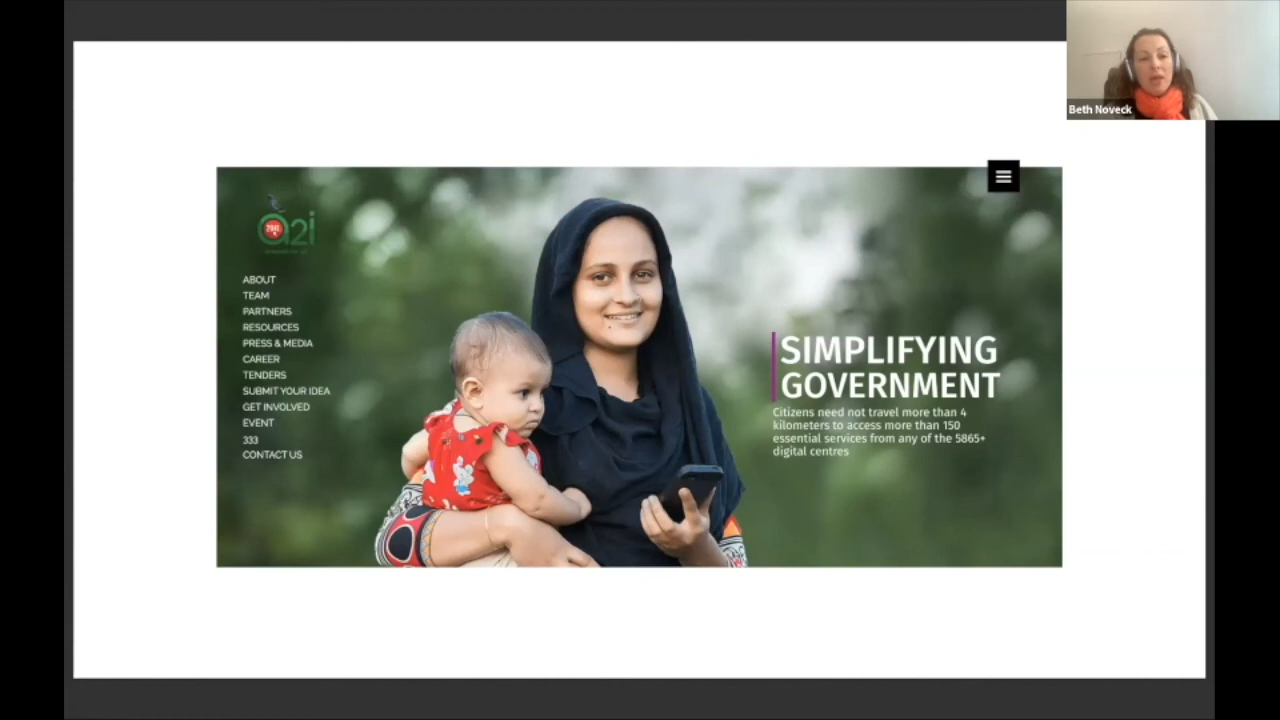 Beth Noveck
a2i
ABOUT
TEAM
PARTNERS
RESOURCES
PRESS & MEDIA
CAREER
TENDERS
SUBMIT YOUR IDEA
GET INVOLVED
EVENT
333
CONTACT US
SIMPLIFYING
GOVERNMENT
Citizens need not travel more than 4
kilometers to access more than 150
essential services from any of the 5865+
digital centres